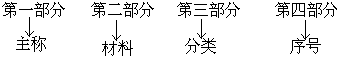 第一部分 第二部分 第三部分 第四部分
主称 材料 分类 序号